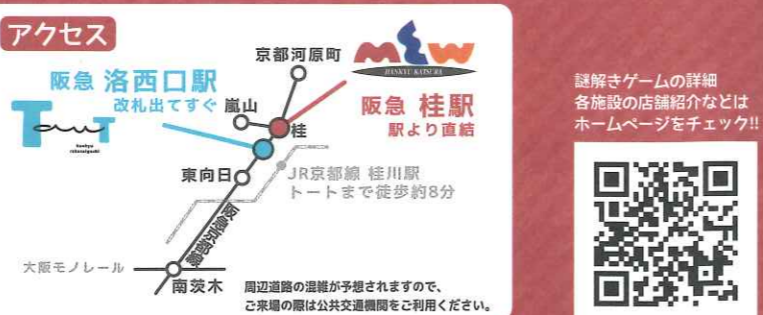 アクセス
京都河原町
MEW
HANKYU KATSURA
阪急 洛西口駅
改札出てすぐ
嵐山
阪急 桂駅
駅より直結
TauT
hankyu
rakusaiguchi
桂
東向日
JR京都線 桂川駅
トートまで徒歩約8分
阪急京都線
大阪モノレール
南茨木
周辺道路の混雑が予想されますので、
ご来場の際は公共交通機関をご利用ください。
謎解きゲームの詳細
各施設の店舗紹介などは
ホームページをチェック!!